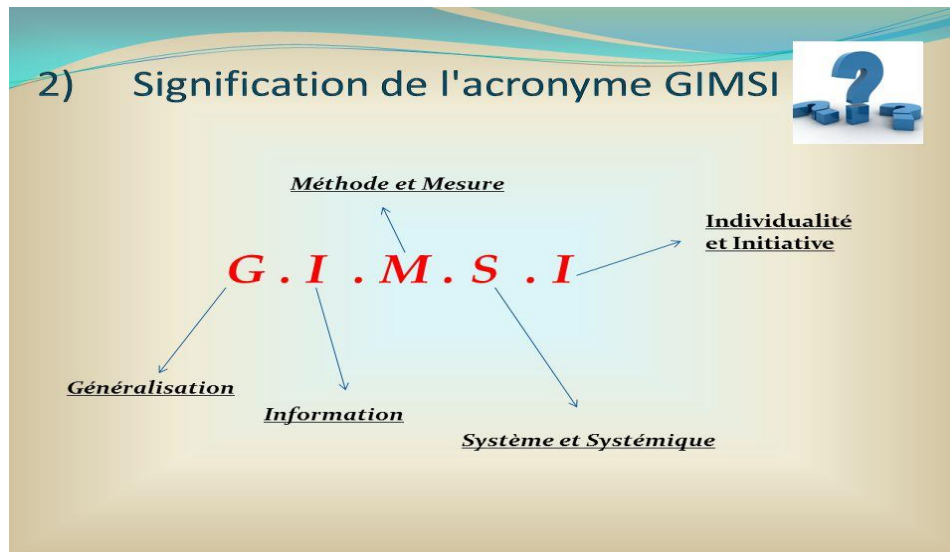 2) Signification de l'acronyme GIMSI
Méthode et Mesure
Individualité
et Initiative
G . I . M . S . I
Généralisation
Information
Système et Systémique